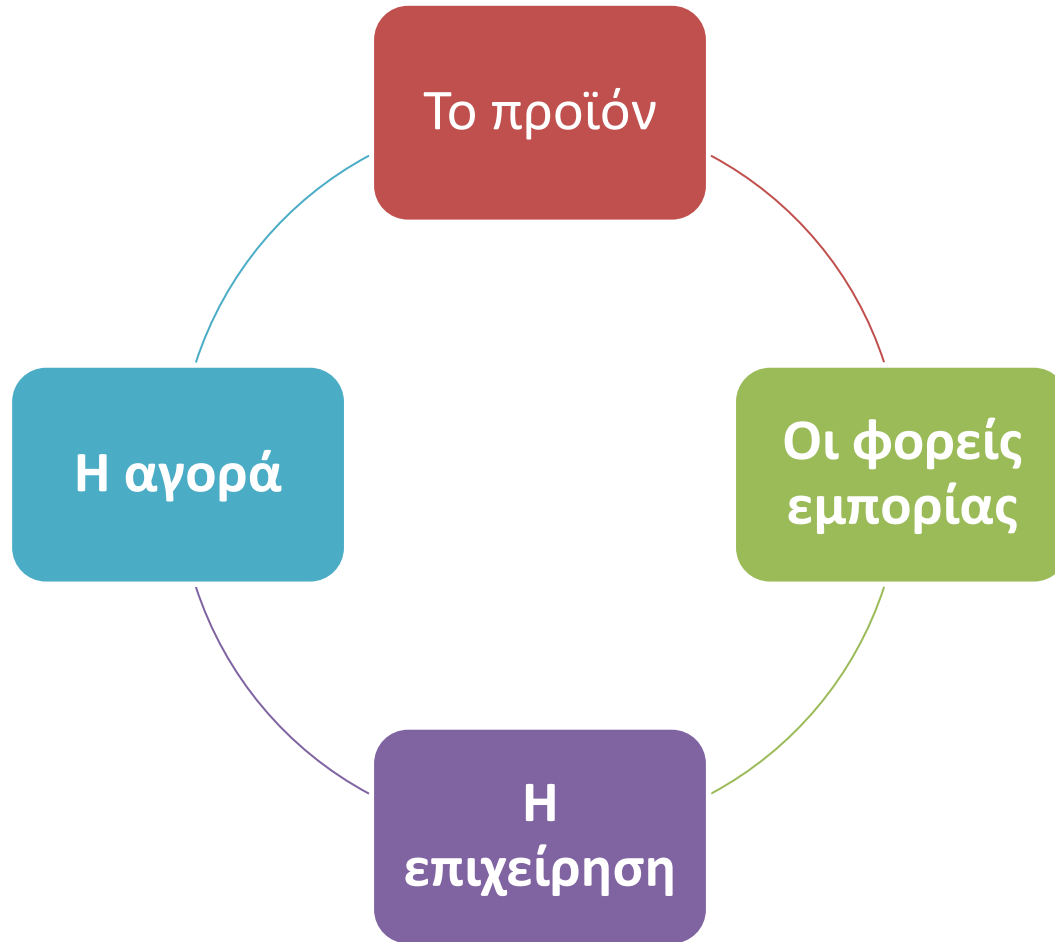 Το προϊόν
Οι φορείς
εμπορίας
Η
επιχείρηση
Η αγορά